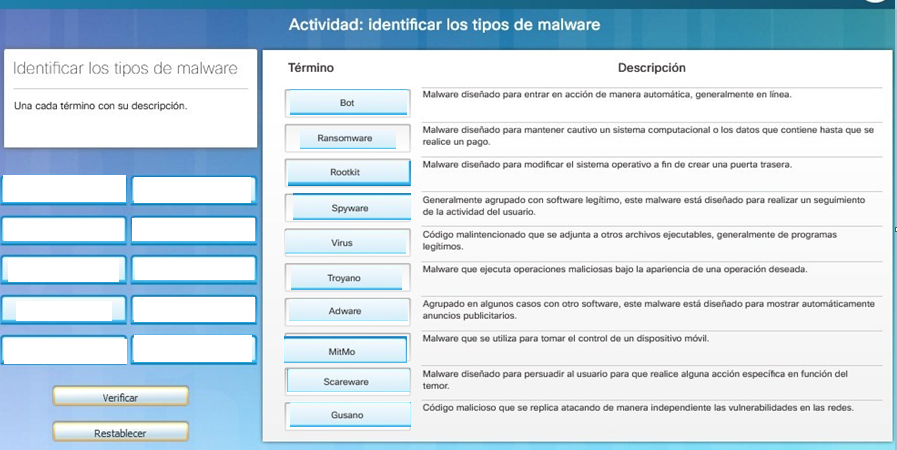 Actividad: identificar los tipos de malware
Identificar los tipos de malware
Una cada término con su descripción.
Término
Descripción
Bot
Malware diseñado para entrar en acción de manera automática, generalmente en línea.
Ransomware
Malware diseñado para mantener cautivo un sistema computacional o los datos que contiene hasta que se
realice un pago.
Rootkit
Malware diseñado para modificar el sistema operativo a fin de crear una puerta trasera.
Spyware
Generalmente agrupado con software legítimo, este malware está diseñado para realizar un seguimiento
de la actividad del usuario.
Virus
Código malintencionado que se adjunta a otros archivos ejecutables, generalmente de programas
legítimos.
Troyano
Malware que ejecuta operaciones maliciosas bajo la apariencia de una operación deseada.
Adware
Agrupado en algunos casos con otro software, este malware está diseñado para mostrar automáticamente
anuncios publicitarios.
MitMo
Malware que se utiliza para tomar el control de un dispositivo móvil.
Scareware
Malware diseñado para persuadir al usuario para que realice alguna acción específica en función del
temor.
Gusano
Código malicioso que se replica atacando de manera independiente las vulnerabilidades en las redes.
Verificar
Restablecer